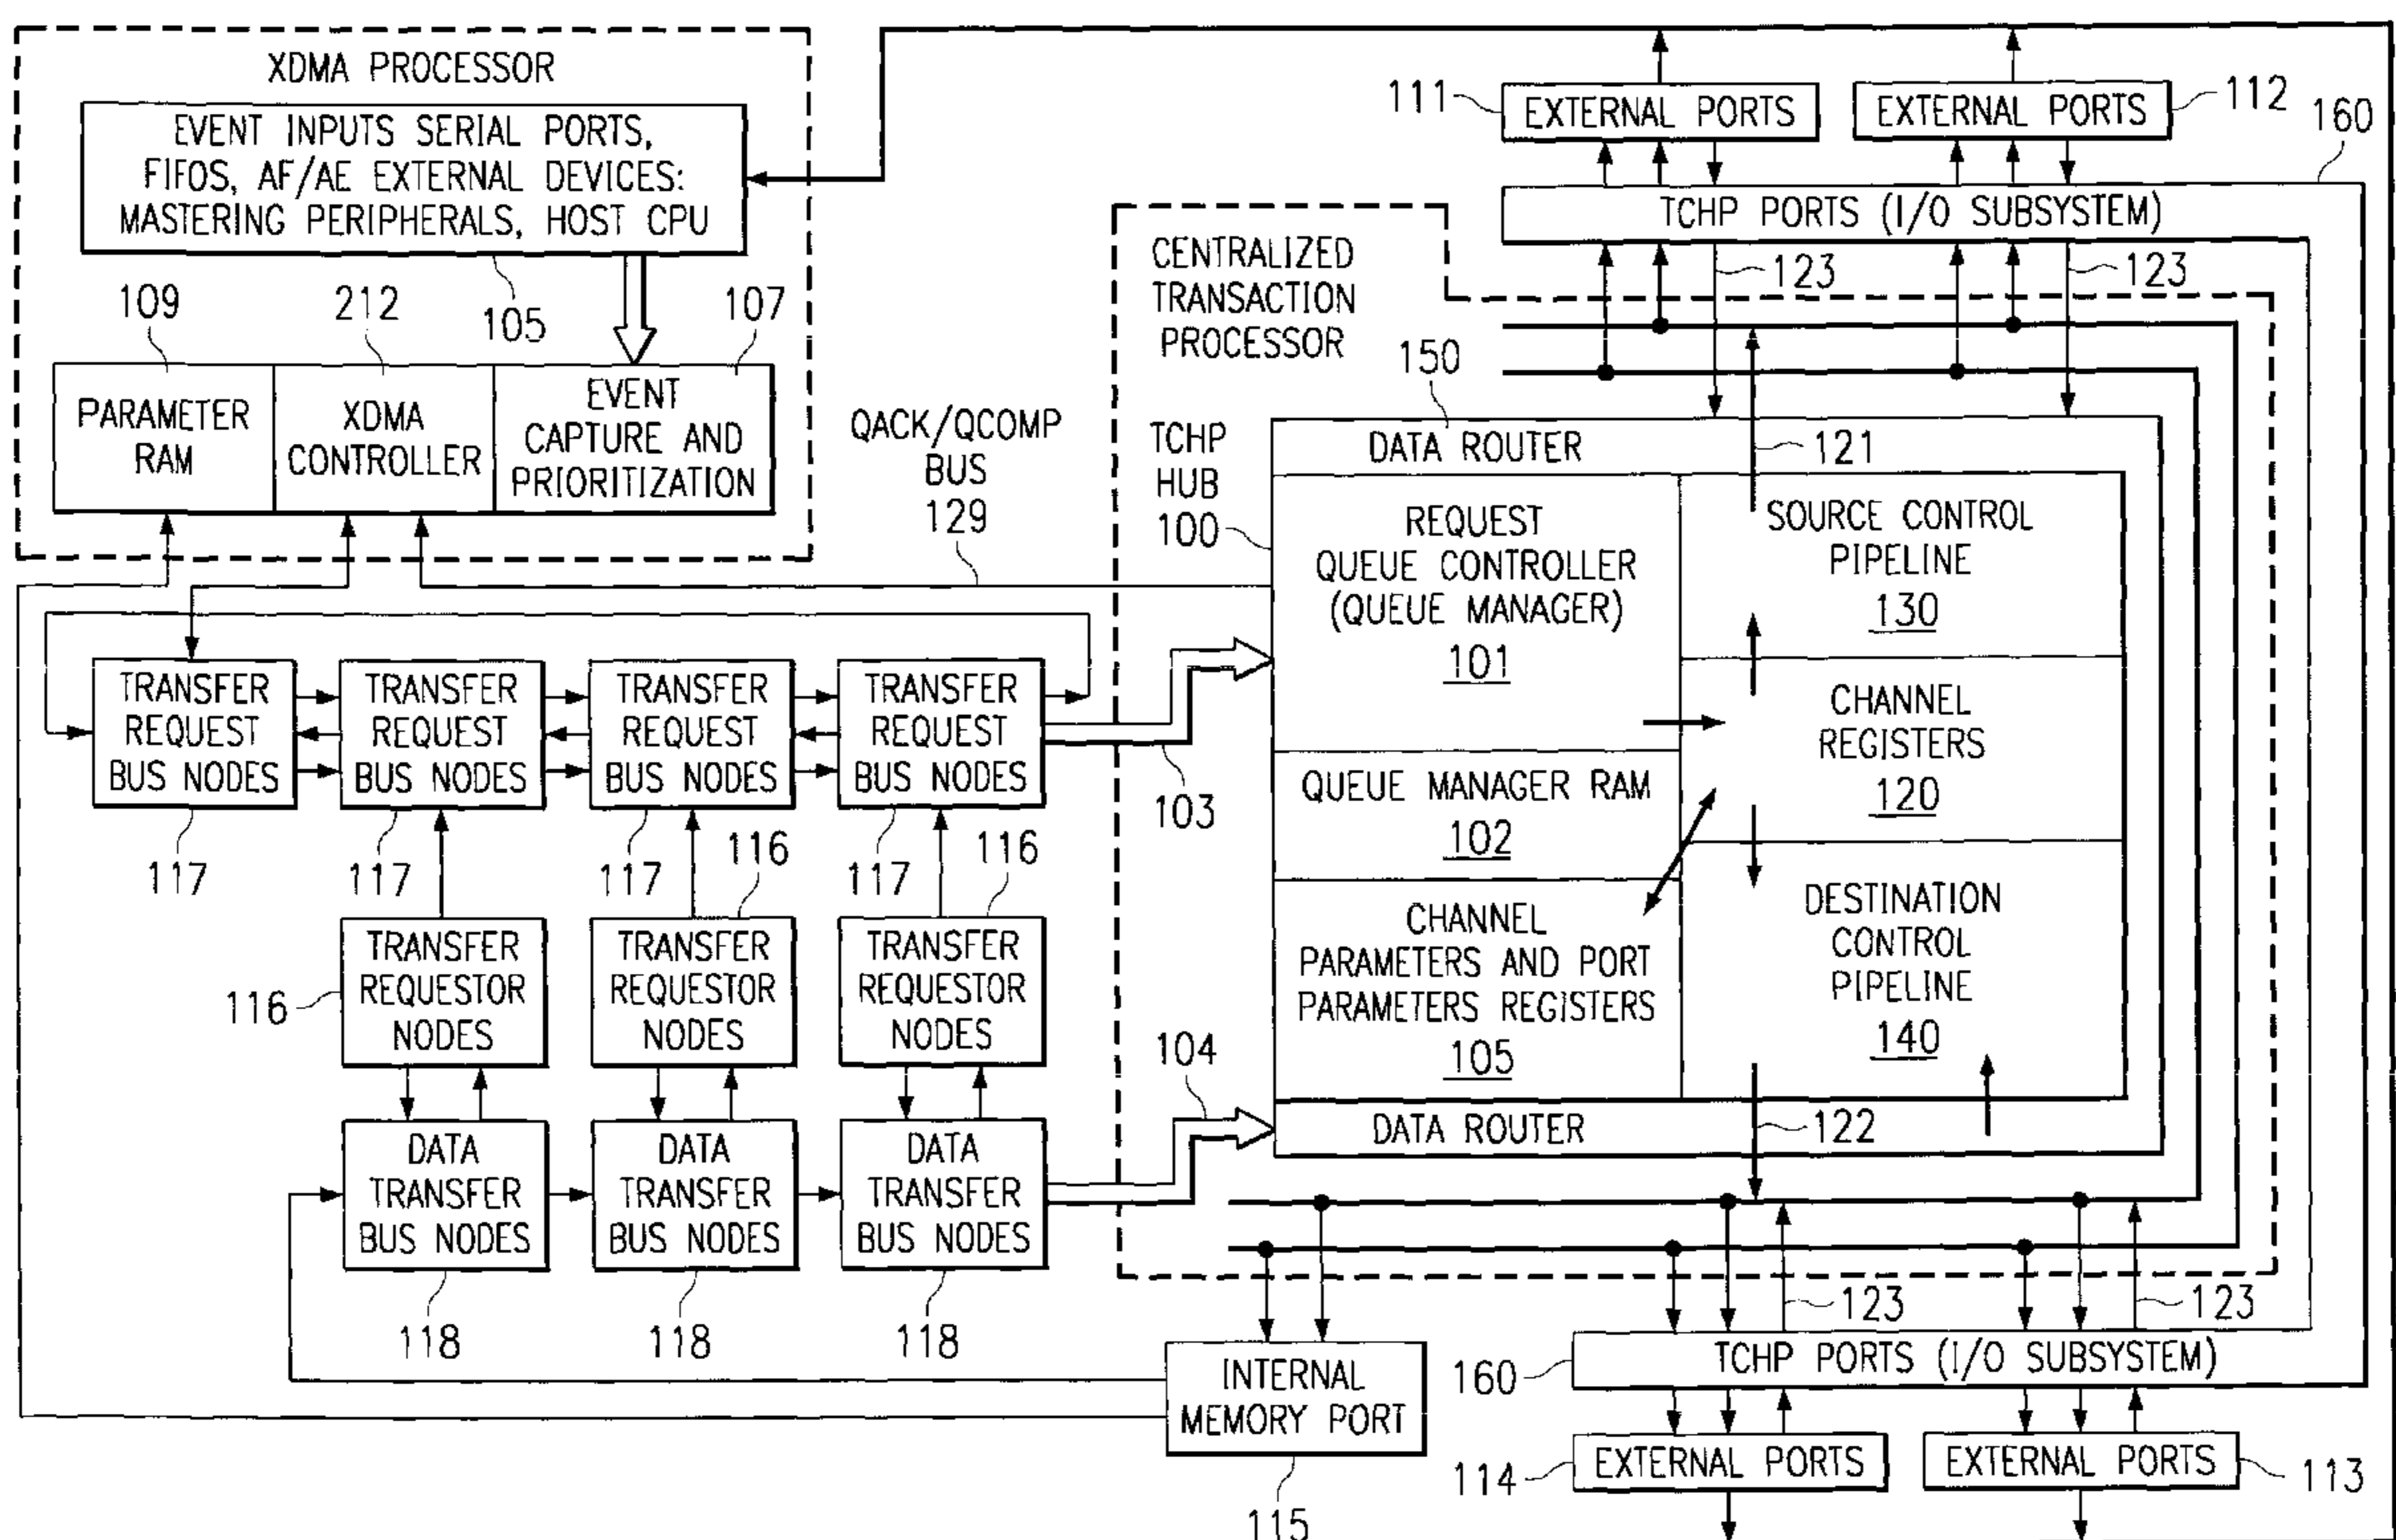 XDMA PROCESSOR
EVENT INPUTS SERIAL PORTS,
FIFOS, AF/AE EXTERNAL DEVICES:
MASTERING PERIPHERALS, HOST CPU
109
212
105
107
PARAMETER
RAM
XDMA
CONTROLLER
EVENT
CAPTURE AND
PRIORITIZATION
QACK/QCOMP
BUS
129
111
EXTERNAL PORTS
EXTERNAL PORTS
112
160
TCHP PORTS (I/O SUBSYSTEM)
123
123
CENTRALIZED
TRANSACTION
PROCESSOR
150
TCHP
HUB
100
DATA ROUTER
121
REQUEST
QUEUE CONTROLLER
(QUEUE MANAGER)
101
SOURCE CONTROL
PIPELINE
130
QUEUE MANAGER RAM
102
CHANNEL
REGISTERS
120
CHANNEL
PARAMETERS AND PORT
PARAMETERS REGISTERS
105
DESTINATION
CONTROL
PIPELINE
140
DATA ROUTER
122
TRANSFER
REQUEST
BUS NODES
TRANSFER
REQUEST
BUS NODES
TRANSFER
REQUEST
BUS NODES
TRANSFER
REQUEST
BUS NODES
103
117
117
117
116
117
116
116
TRANSFER
REQUESTOR
NODES
TRANSFER
REQUESTOR
NODES
TRANSFER
REQUESTOR
NODES
104
DATA
TRANSFER
BUS NODES
DATA
TRANSFER
BUS NODES
DATA
TRANSFER
BUS NODES
118
118
118
123
123
INTERNAL
MEMORY PORT
115
160
TCHP PORTS (I/O SUBSYSTEM)
114
EXTERNAL PORTS
EXTERNAL PORTS
113